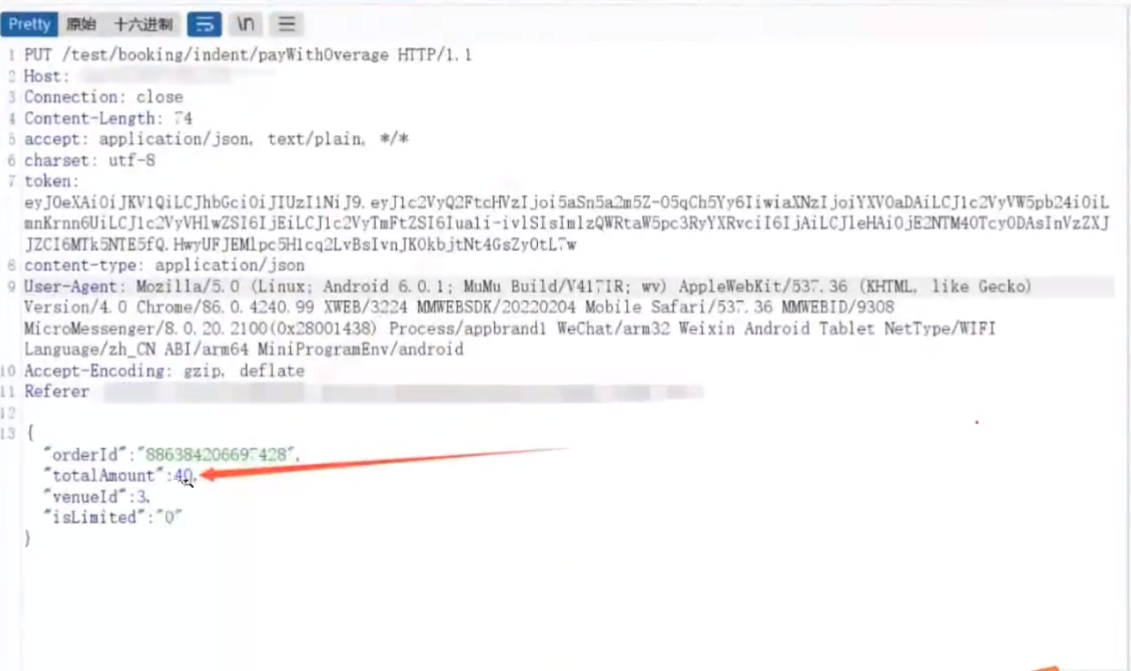 Pretty 原始 十六进制 \n
1 PUT /test/booking/indent/payWithOverage HTTP/1.1
2 Host:
3 Connection: close
4 Content-Length: 74
5 accept: application/json, text/plain, */*
6 charset: utf-8
7 token:
eyJ0eXAiOiJKV1QiLCJhbGciOiJIUzI1NiJ9.eyJ1c2VyQ2FtcHVzIjoi5aSn5a2m5Z-O5qCh5Yy6IiwiaXNzIjoiYXV0aDAiLCJ1c2VyVW5pb24iOiL
mnKrnn6UiLCJ1c2VyVHlwZSI6IjEiLCJ1c2VyTmFtZSI6Iuali-ivlSIsImlzQWRtaW5pc3RyYXRvciI6IjAiLCJleHAiOjE2NTM4OTcyODAsInVzZXJ
JZCI6MTk5NTE5fQ.HwyUFJEMlpc5H1cq2LvBsIvnJK0kbjtNt4GsZy0tL7w
8 content-type: application/json
9 User-Agent: Mozilla/5.0 (Linux; Android 6.0.1; MuMu Build/V417IR; wv) AppleWebKit/537.36 (KHTML, like Gecko)
Version/4.0 Chrome/86.0.4240.99 XWEB/3224 MMWEBSDK/20220204 Mobile Safari/537.36 MMWEBID/9308
MicroMessenger/8.0.20.2100(0x28001438) Process/appbrand1 WeChat/arm32 Weixin Android Tablet NetType/WIFI
Language/zh_CN ABI/arm64 MiniProgramEnv/android
10 Accept-Encoding: gzip, deflate
11 Referer
12
13 {
"orderId":"886384206697428",
"totalAmount":40,
"venueId":3,
"isLimited":"0"
}